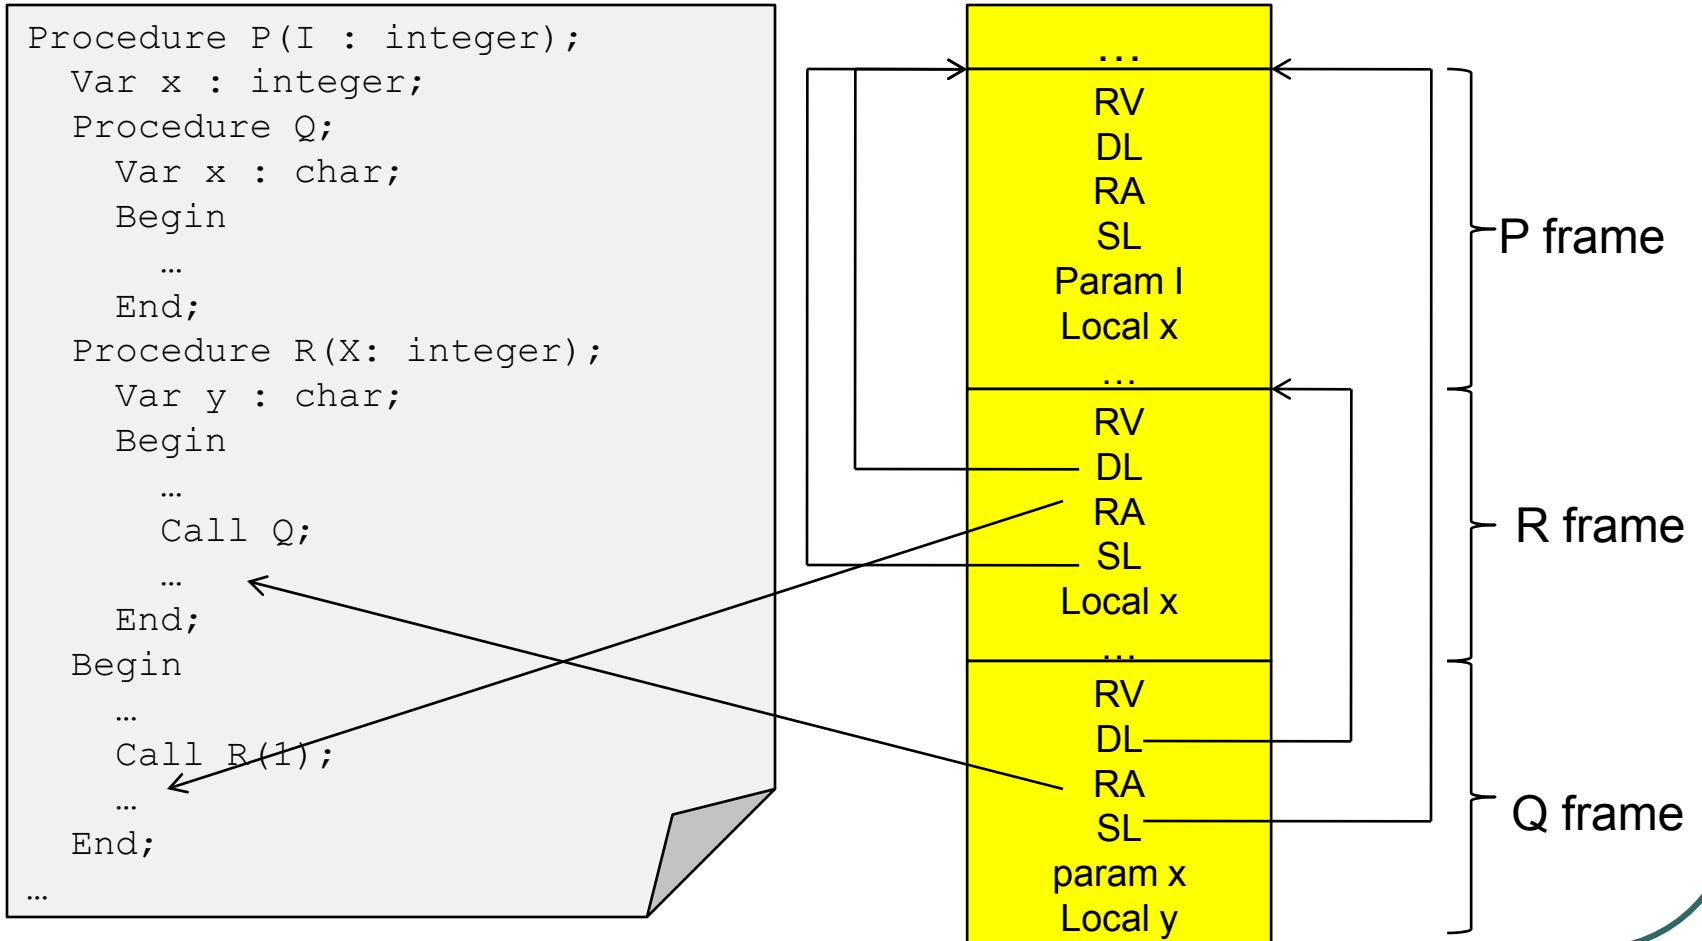 Procedure P(I : integer);
Var x : integer;
Procedure Q;
Var x : char;
Begin
…
End;
Procedure R(X: integer);
Var y : char;
Begin
…
Call Q;
…
End;
Begin
…
Call R(1);
…
End;
…
…
RV
DL
RA
SL
Param I
Local x
…
RV
DL
RA
SL
Local x
…
RV
DL
RA
SL
param x
Local y
P frame
R frame
Q frame